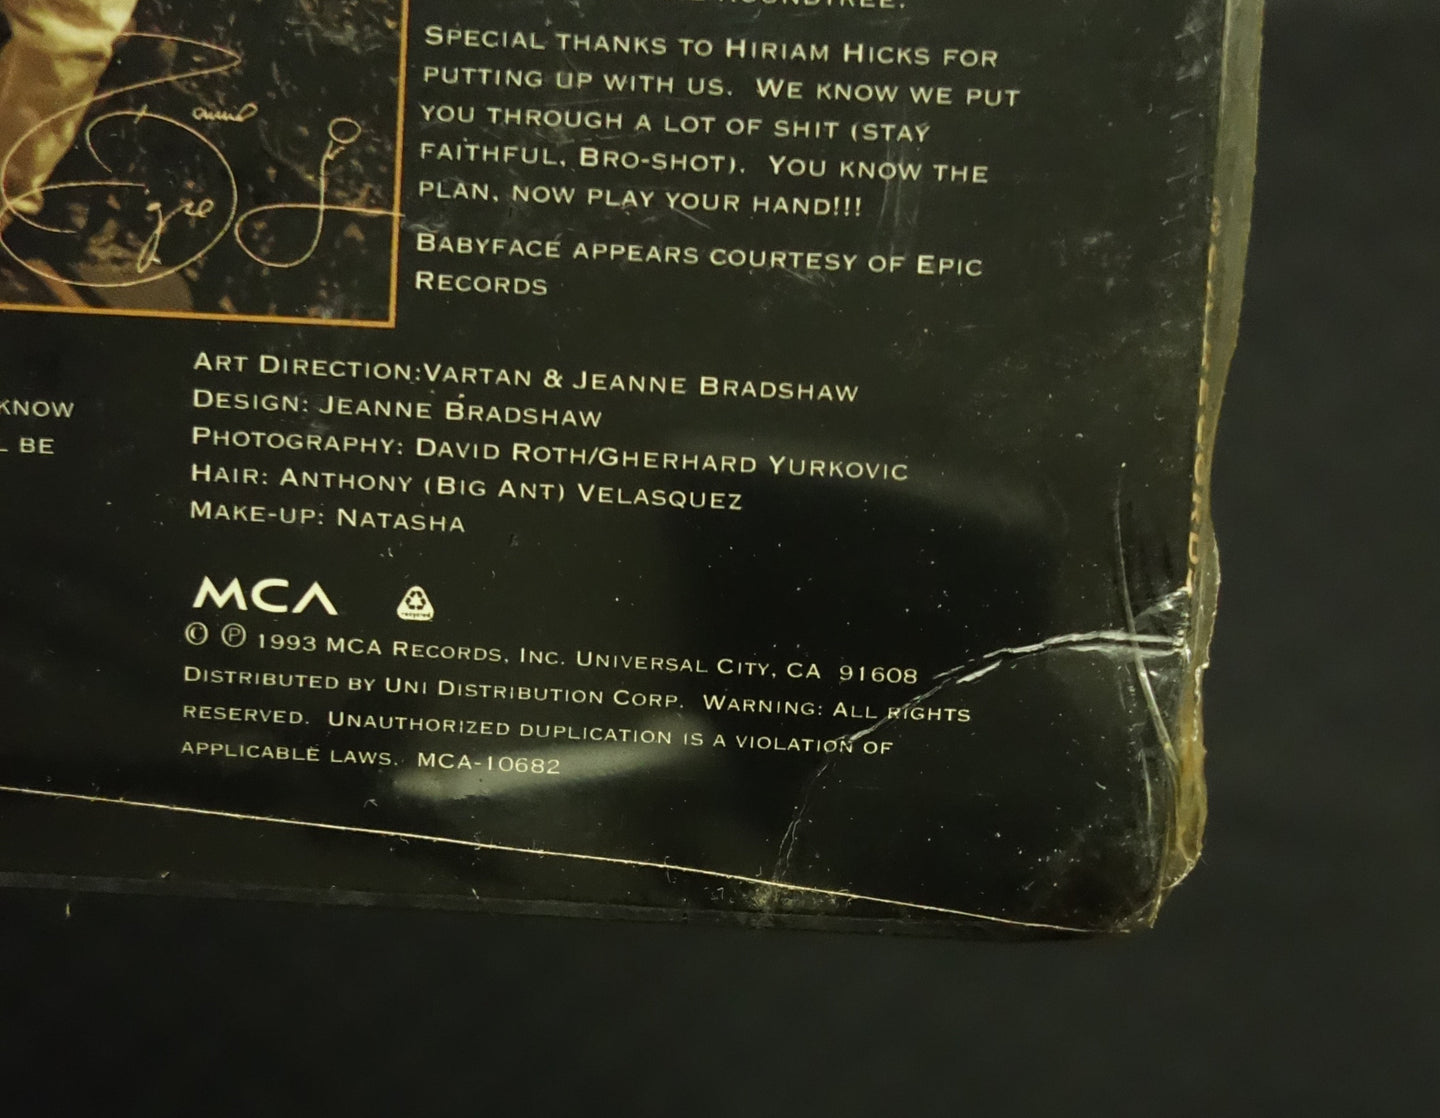 SPECIAL THANKS TO HIRIAM HICKS FOR
PUTTING UP WITH US. WE KNOW WE PUT
YOU THROUGH A LOT OF SHIT (STAY
FAITHFUL, BRO-SHOT). YOU KNOW THE
PLAN, NOW PLAY YOUR HAND!!!
BABYFACE APPEARS COURTESY OF EPIC
RECORDS
KNOW
BE
ART DIRECTION:VARTAN & JEANNE BRADSHAW
DESIGN: JEANNE BRADSHAW
PHOTOGRAPHY: DAVID ROTH/GHERHARD YURKOVIC
HAIR: ANTHONY (BIG ANT) VELASQUEZ
MAKE-UP: NATASHA
MCA
recycled
© ℗ 1993 MCA RECORDS, INC. UNIVERSAL CITY, CA 91608
DISTRIBUTED BY UNI DISTRIBUTION CORP. WARNING: ALL RIGHTS
RESERVED. UNAUTHORIZED DUPLICATION IS A VIOLATION OF
APPLICABLE LAWS. MCA-10682